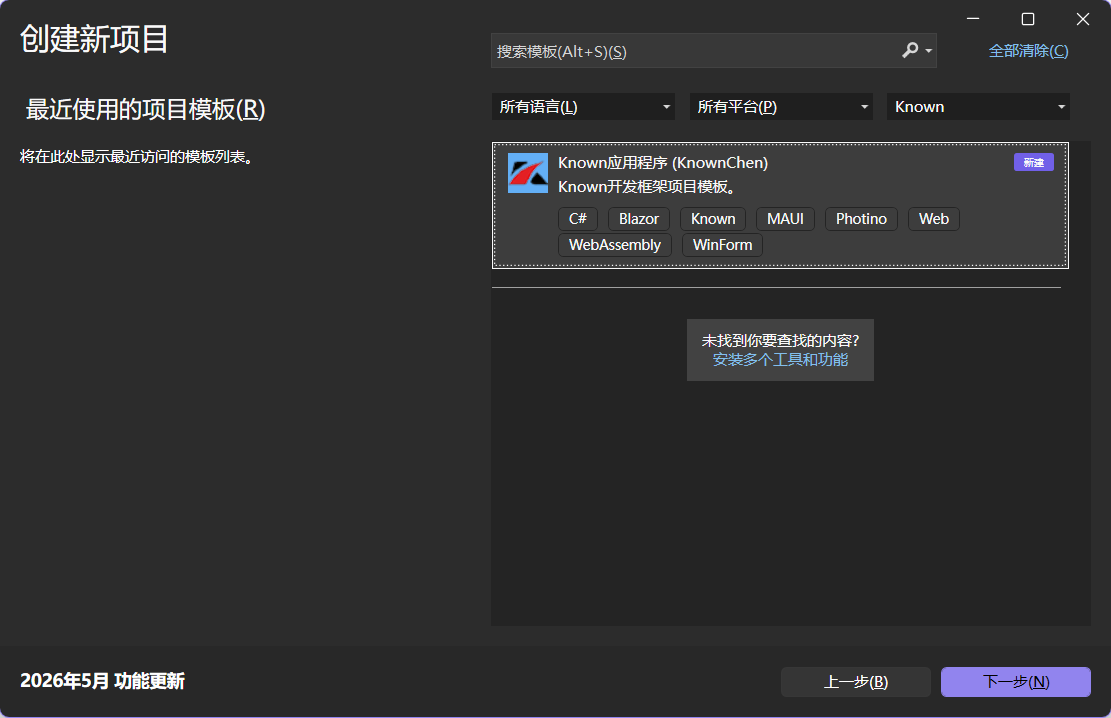 创建新项目
搜索模板(Alt+S)(S)
全部清除(C)
最近使用的项目模板(R)
将在此处显示最近访问的模板列表。
所有语言(L)
所有平台(P)
Known
Known应用程序 (KnownChen)
新建
Known开发框架项目模板。
C#
Blazor
Known
MAUI
Photino
Web
WebAssembly
WinForm
未找到你要查找的内容?
安装多个工具和功能
2026年5月 功能更新
上一步(B)
下一步(N)